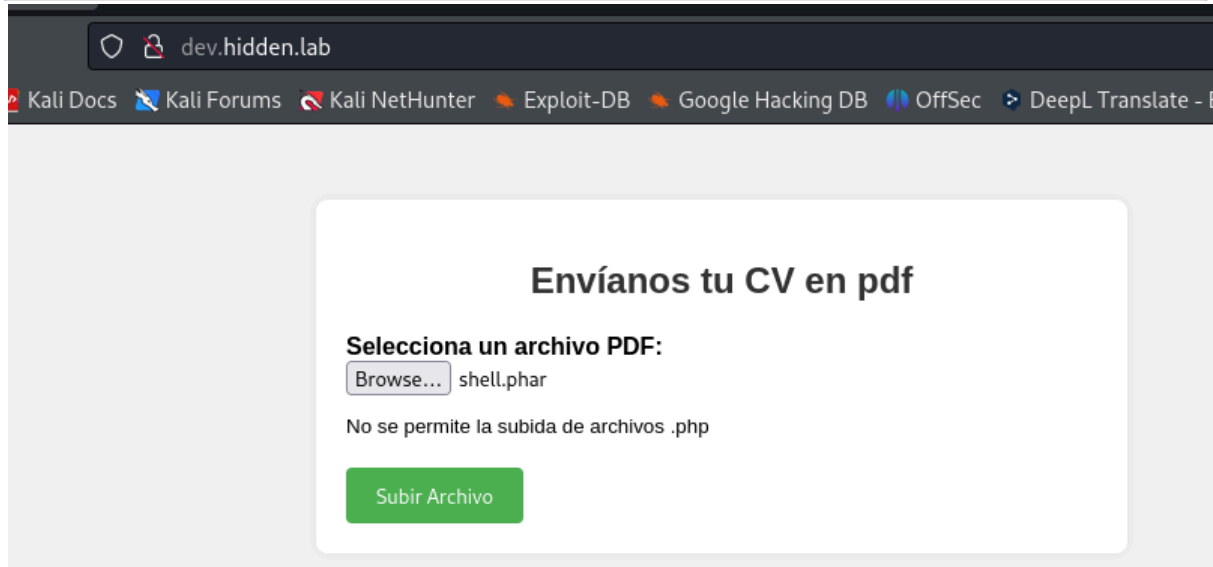 dev.hidden.lab
Kali Docs Kali Forums Kali NetHunter Exploit-DB Google Hacking DB OffSec DeepL Translate -
Envíanos tu CV en pdf
Selecciona un archivo PDF:
Browse... shell.phar
No se permite la subida de archivos .php
Subir Archivo